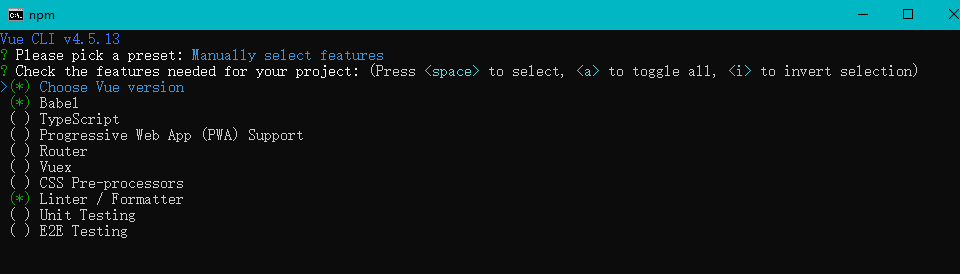 npm
Vue CLI v4.5.13
? Please pick a preset: Manually select features
? Check the features needed for your project: (Press <space> to select, <a> to toggle all, <i> to invert selection)
>(*) Choose Vue version
(*) Babel
( ) TypeScript
( ) Progressive Web App (PWA) Support
( ) Router
( ) Vuex
( ) CSS Pre-processors
(*) Linter / Formatter
( ) Unit Testing
( ) E2E Testing